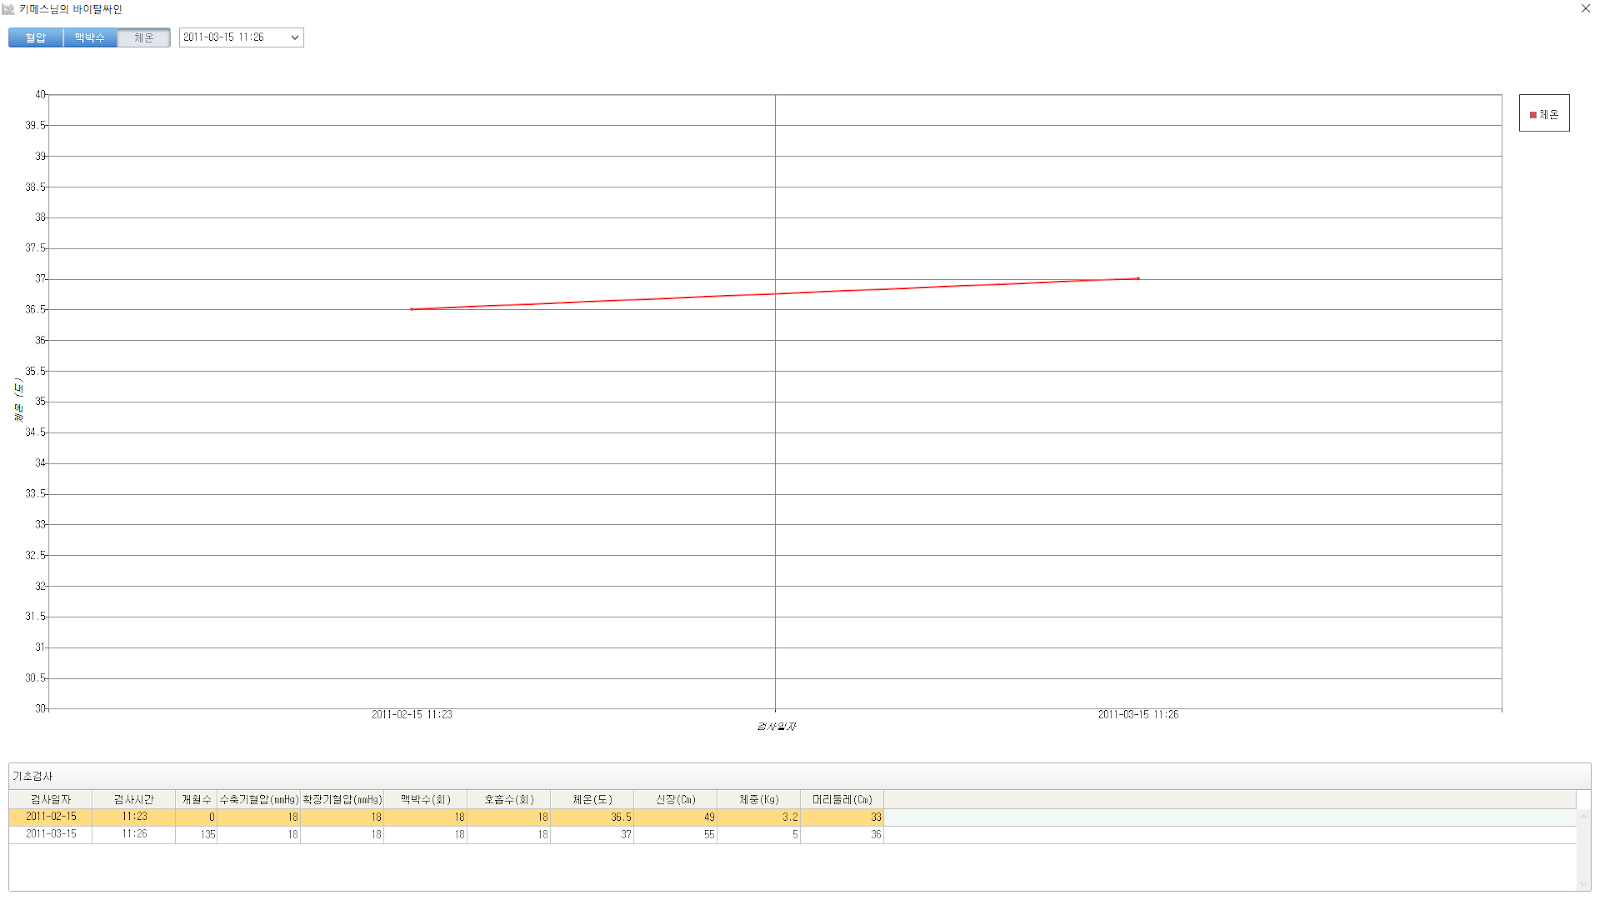 키메스님의 바이탈싸인
혈압 맥박수 체온 2011-03-15 11:26
40
39.5
39
38.5
38
37.5
37
36.5
36
35.5
35
34.5
34
33.5
33
32.5
32
31.5
31
30.5
30
체온 (도)
체온
2011-02-15 11:23 2011-03-15 11:26
검사일자
기초검사
검사일자 검사시간 개월수 수축기혈압(mmHg) 확장기혈압(mmHg) 맥박수(회) 호흡수(회) 체온(도) 신장(Cm) 체중(Kg) 머리둘레(Cm)
2011-02-15 11:23 0 18 18 18 18 36.5 49 3.2 33
2011-03-15 11:26 135 18 18 18 18 37 55 5 36